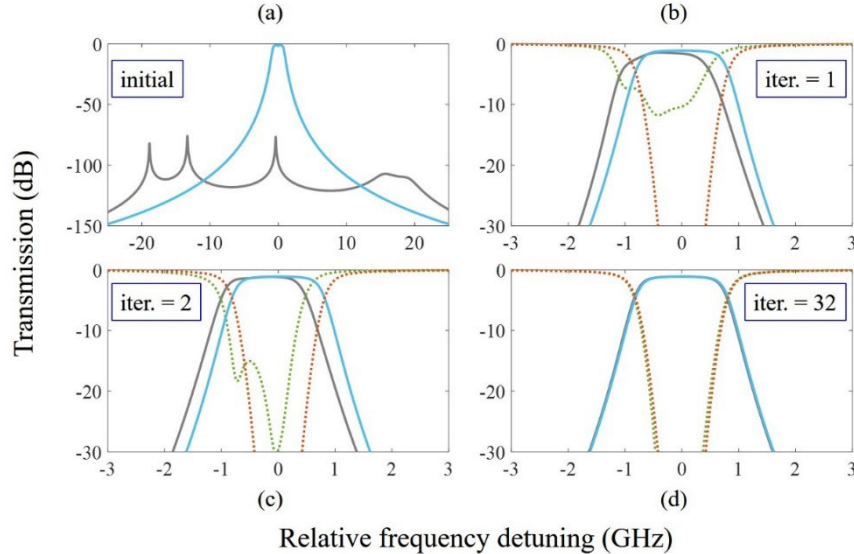 (a) (b)
0 0
initial iter. = 1
-50 -10
-100 -20
-150 -30
-20 -10 0 10 20 -3 -2 -1 0 1 2 3
0 0
iter. = 2 iter. = 32
-10 -10
-20 -20
-30 -30
-3 -2 -1 0 1 2 3 -3 -2 -1 0 1 2 3
(c) (d)
Transmission (dB)
Relative frequency detuning (GHz)